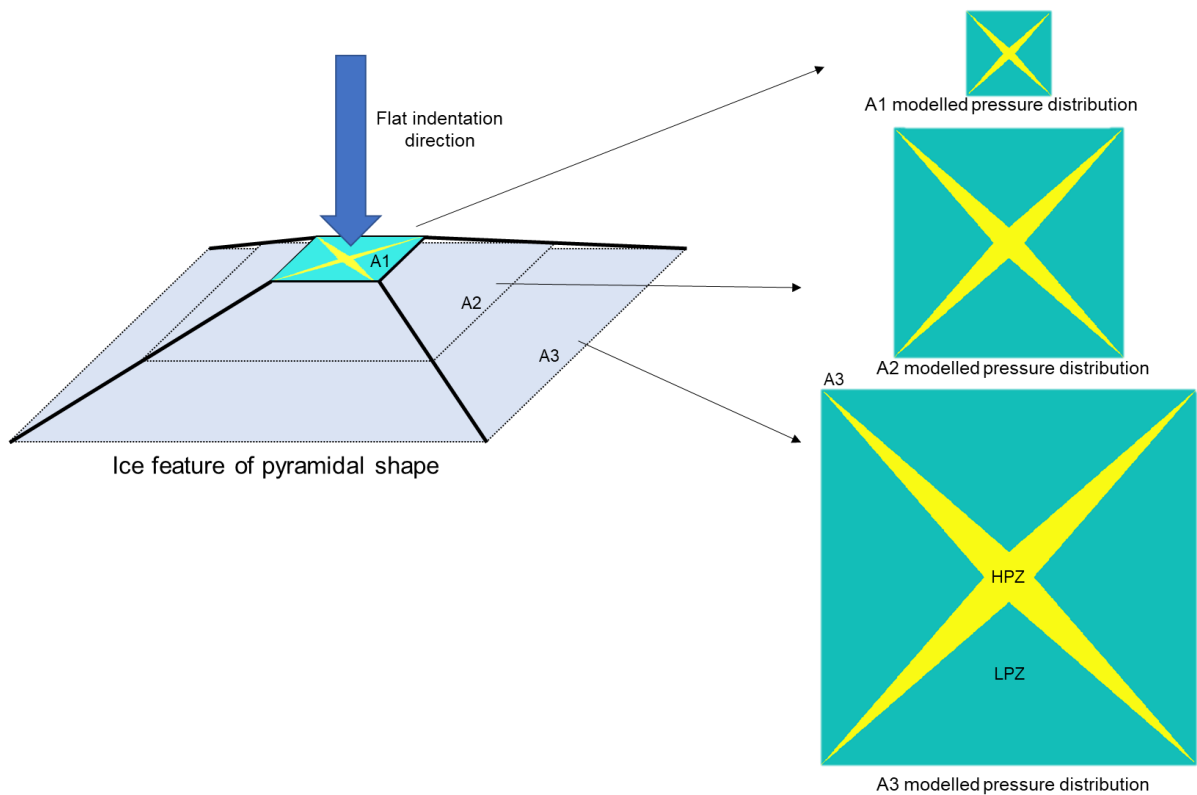 Flat indentation
direction
A1
A2
A3
Ice feature of pyramidal shape
A1 modelled pressure distribution
A2 modelled pressure distribution
A3
HPZ
LPZ
A3 modelled pressure distribution